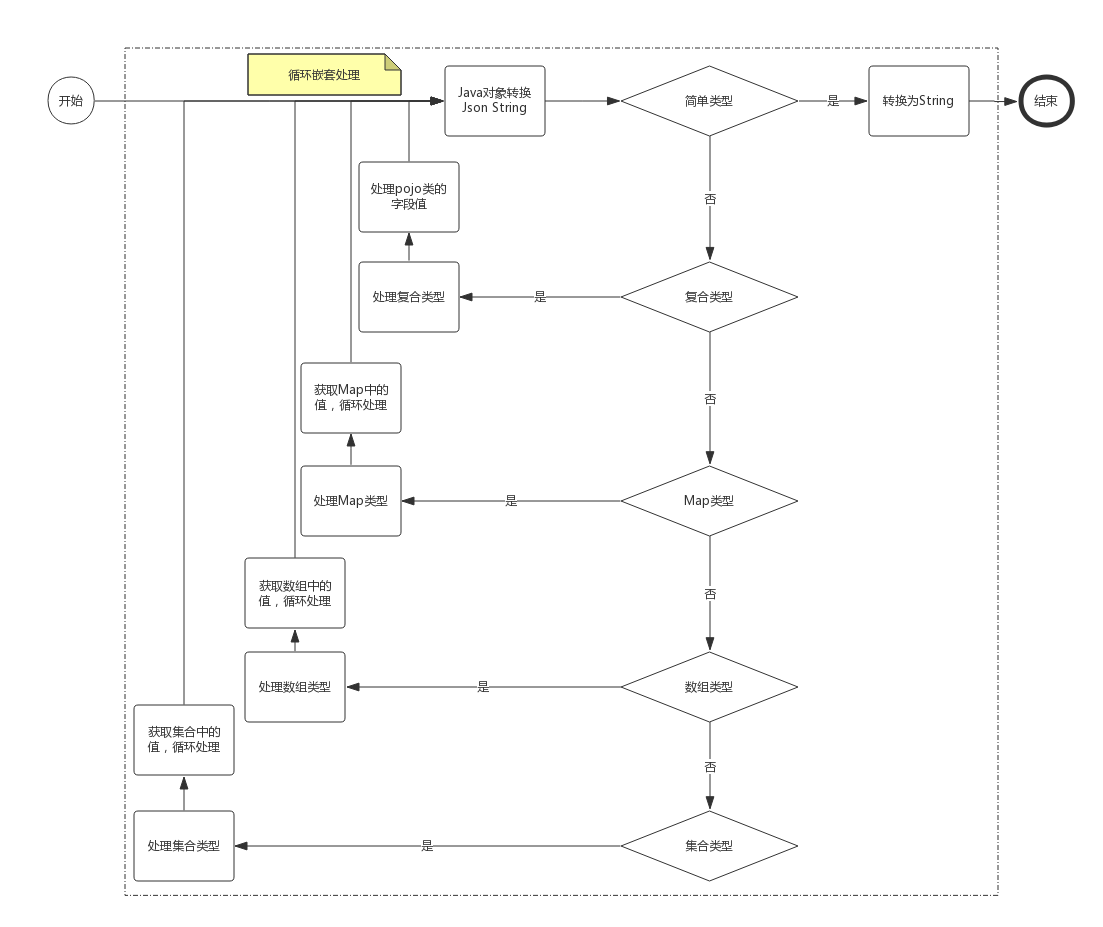 循环嵌套处理
开始
Java对象转换
Json String
简单类型
是
转换为String
结束
处理pojo类的
字段值
否
处理复合类型
是
复合类型
获取Map中的
值，循环处理
否
处理Map类型
是
Map类型
获取数组中的
值，循环处理
否
处理数组类型
是
数组类型
获取集合中的
值，循环处理
否
处理集合类型
是
集合类型